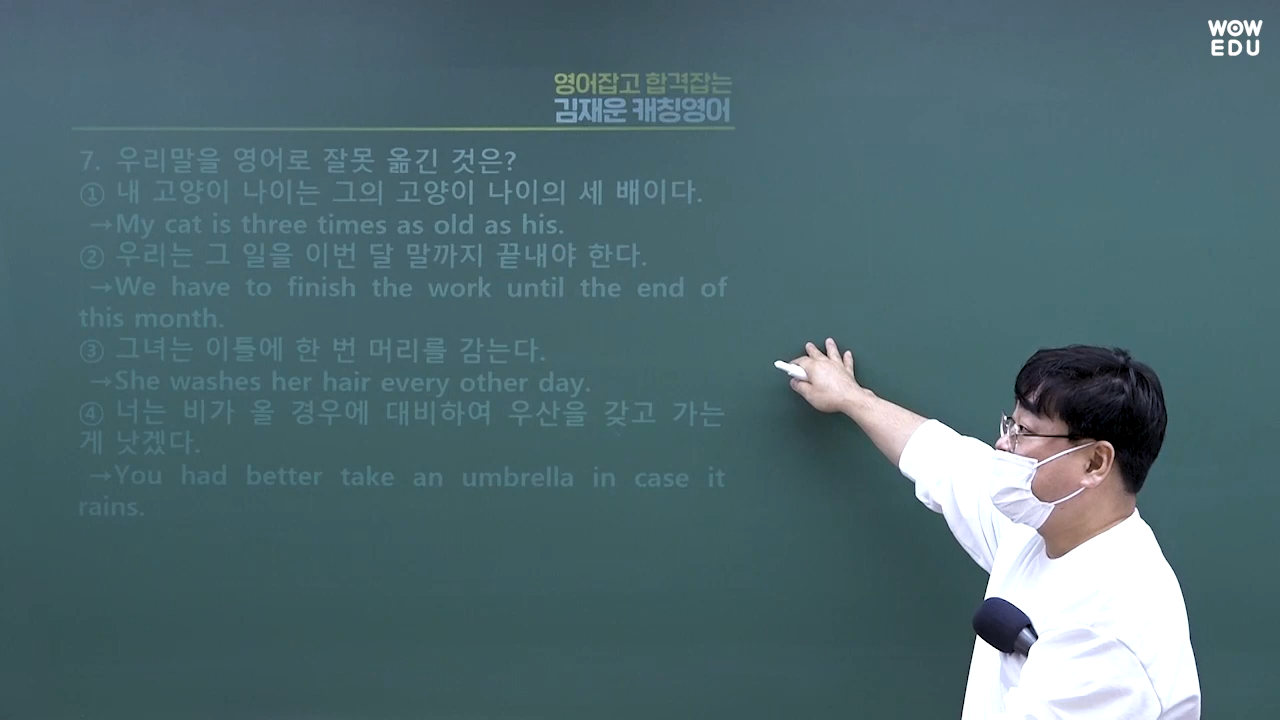 WOW
EDU
영어잡고 합격잡는
김재운 캐칭영어
7. 우리말을 영어로 잘못 옮긴 것은?
① 내 고양이 나이는 그의 고양이 나이의 세 배이다.
→My cat is three times as old as his.
② 우리는 그 일을 이번 달 말까지 끝내야 한다.
→We have to finish the work until the end of
this month.
③ 그녀는 이틀에 한 번 머리를 감는다.
→She washes her hair every other day.
④ 너는 비가 올 경우에 대비하여 우산을 갖고 가는
게 낫겠다.
→You had better take an umbrella in case it
rains.